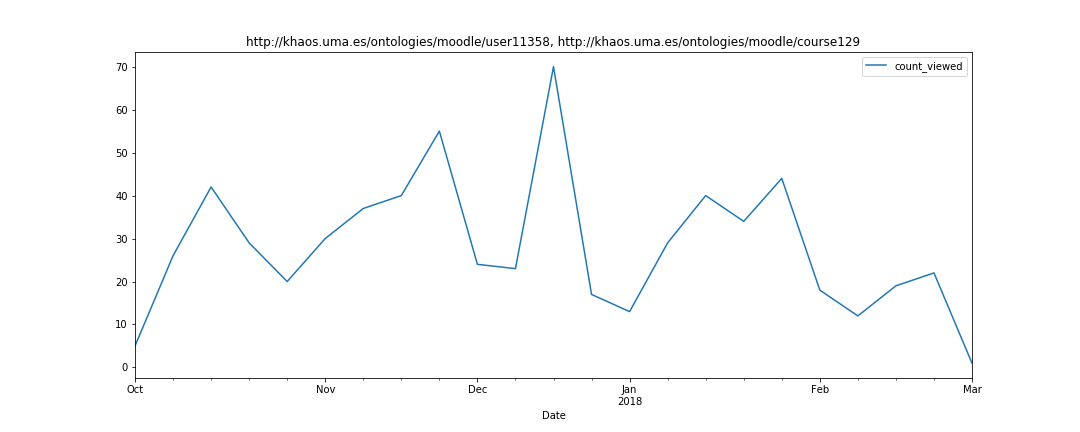 http://khaos.uma.es/ontologies/moodle/user11358, http://khaos.uma.es/ontologies/moodle/course129
count_viewed
70
60
50
40
30
20
10
0
Oct Nov Dec Jan Feb Mar
2018
Date